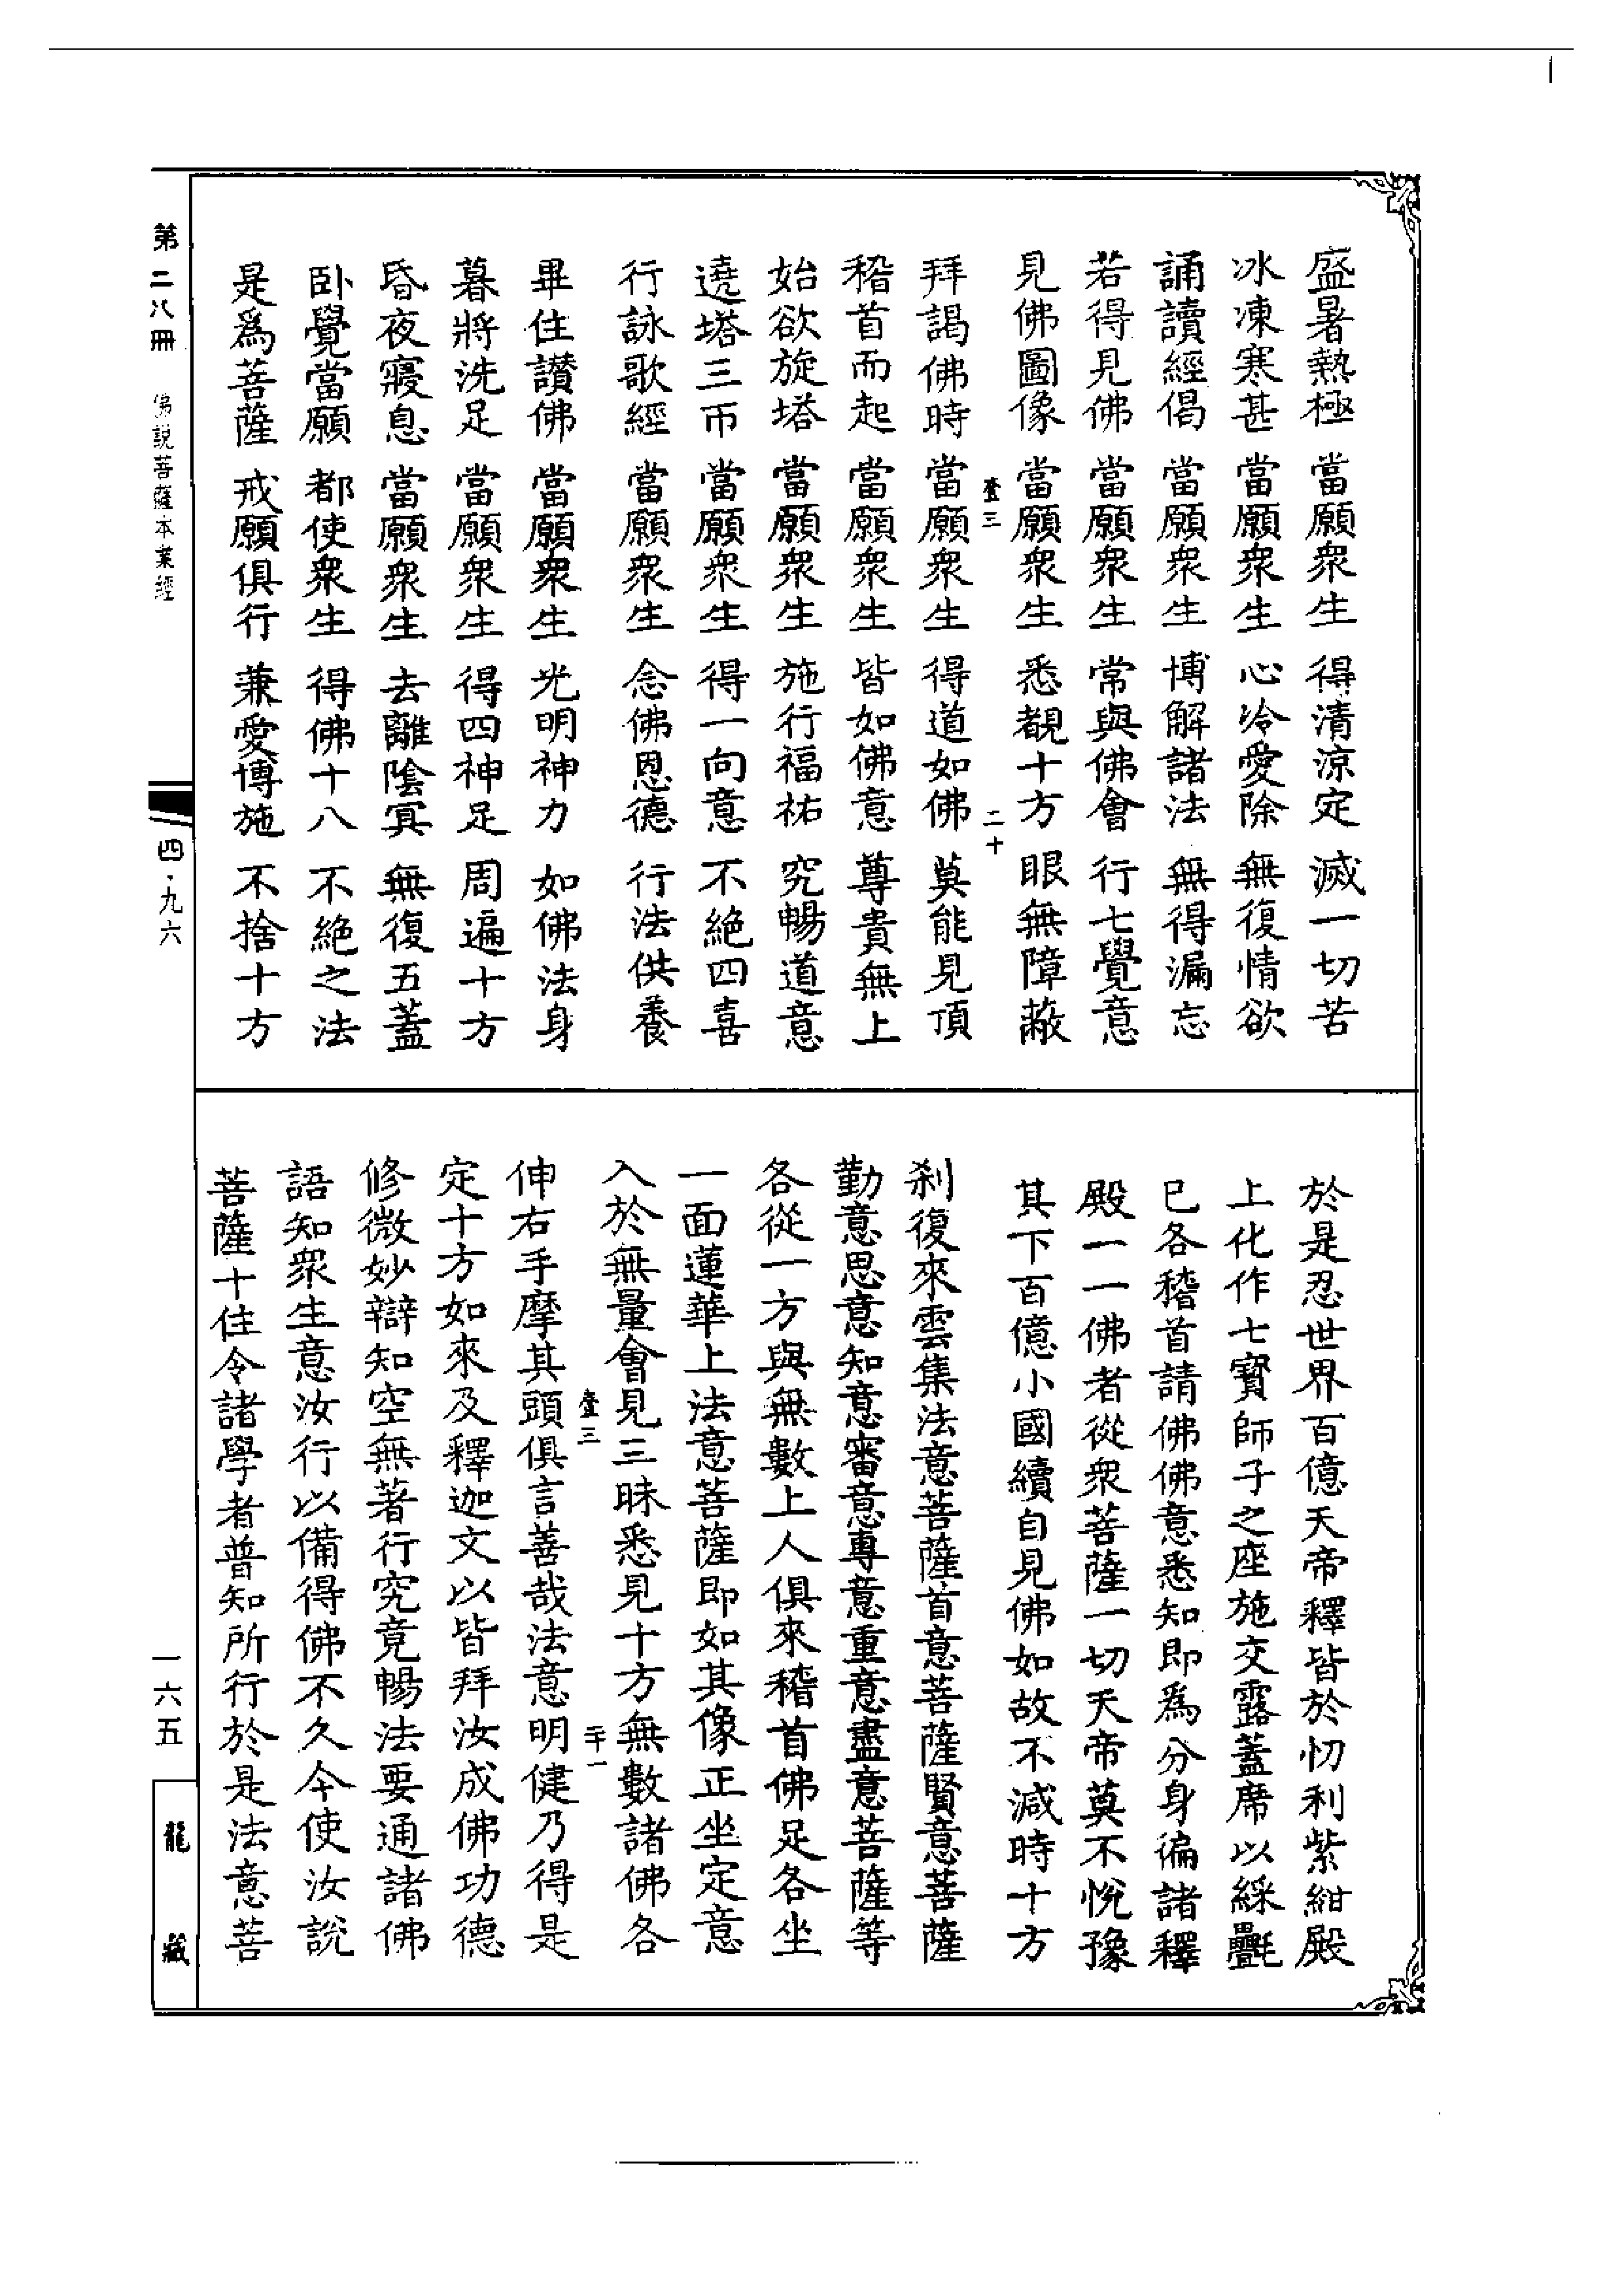 盛暑熱極　當願衆生　得清涼定　滅一切苦
冰凍寒甚　當願衆生　心冷愛除　無復情欲
誦讀經偈　當願衆生　博解諸法　無得漏忘
若得見佛　當願衆生　常與佛會　行七覺意
見佛圖像　當願衆生　悉覩十方　眼無障蔽
壹三　二十
拜謁佛時　當願衆生　得道如佛　莫能見頂
稽首而起　當願衆生　皆如佛意　尊貴無上
始欲旋塔　當願衆生　施行福祐　究暢道意
遶塔三帀　當願衆生　得一向意　不絶四喜
行詠歌經　當願衆生　念佛恩德　行法供養
畢住讃佛　當願衆生　光明神力　如佛法身
暮將洗足　當願衆生　得四神足　周遍十方
昏夜寢息　當願衆生　去離陰冥　無復五蓋
卧覺當願　都使衆生　得佛十八　不絶之法
是爲菩薩　戒願俱行　兼愛博施　不捨十方
於是忍世界百億天帝釋皆於忉利紫紺殿
上化作七寶師子之座施交露蓋席以綵氎
已各稽首請佛佛意悉知即爲分身徧諸釋
殿一一佛者從衆菩薩一切天帝莫不悅豫
其下百億小國續自見佛如故不減時十方
刹復來雲集法意菩薩首意菩薩賢意菩薩
勤意思意知意審意專意重意盡意菩薩等
各從一方與無數上人俱來稽首佛足各坐
一面蓮華上法意菩薩即如其像正坐定意
入於無量會見三昧悉見十方無數諸佛各
壹三　二十一
伸右手摩其頭俱言善哉法意明健乃得是
定十方如來及釋迦文以皆拜汝成佛功德
修微妙辯知空無著行究竟暢法要通諸佛
語知衆生意汝行以備得佛不久今使汝說
菩薩十住令諸學者普知所行於是法意菩
第二八冊　佛説菩薩本業經　四·九六　一六五　龍藏